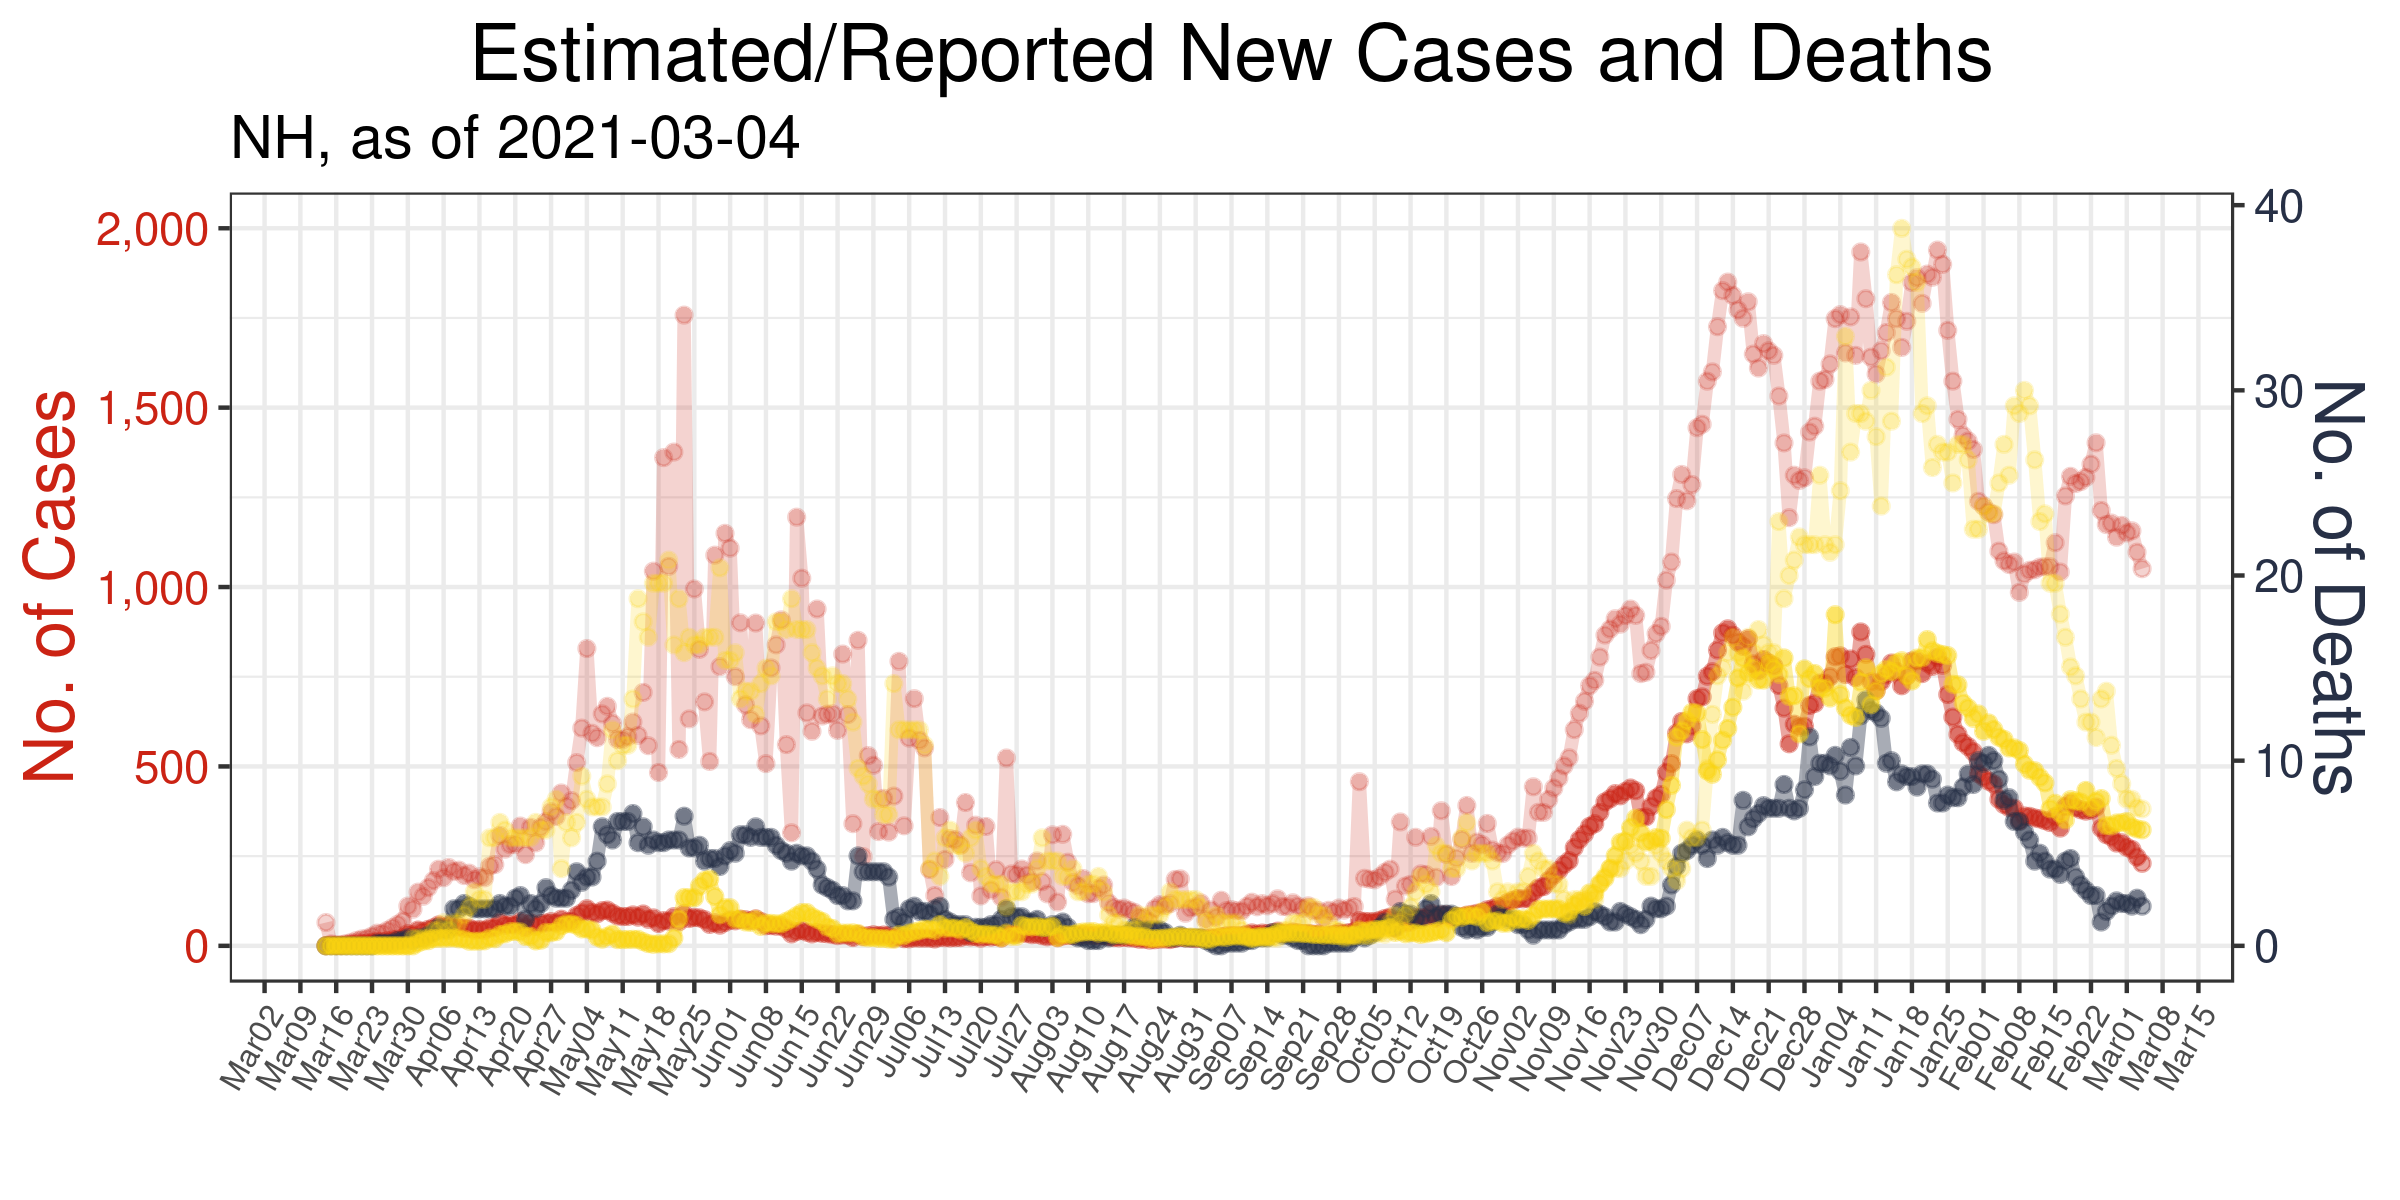 Estimated/Reported New Cases and Deaths
NH, as of 2021-03-04
No. of Cases
2,000
1,500
1,000
500
0
40
30
20
10
0
No. of Deaths
Mar02
Mar09
Mar16
Mar23
Mar30
Apr06
Apr13
Apr20
Apr27
May04
May11
May18
May25
Jun01
Jun08
Jun15
Jun22
Jun29
Jul06
Jul13
Jul20
Jul27
Aug03
Aug10
Aug17
Aug24
Aug31
Sep07
Sep14
Sep21
Sep28
Oct05
Oct12
Oct19
Oct26
Nov02
Nov09
Nov16
Nov23
Nov30
Dec07
Dec14
Dec21
Dec28
Jan04
Jan11
Jan18
Jan25
Feb01
Feb08
Feb15
Feb22
Mar01
Mar08
Mar15